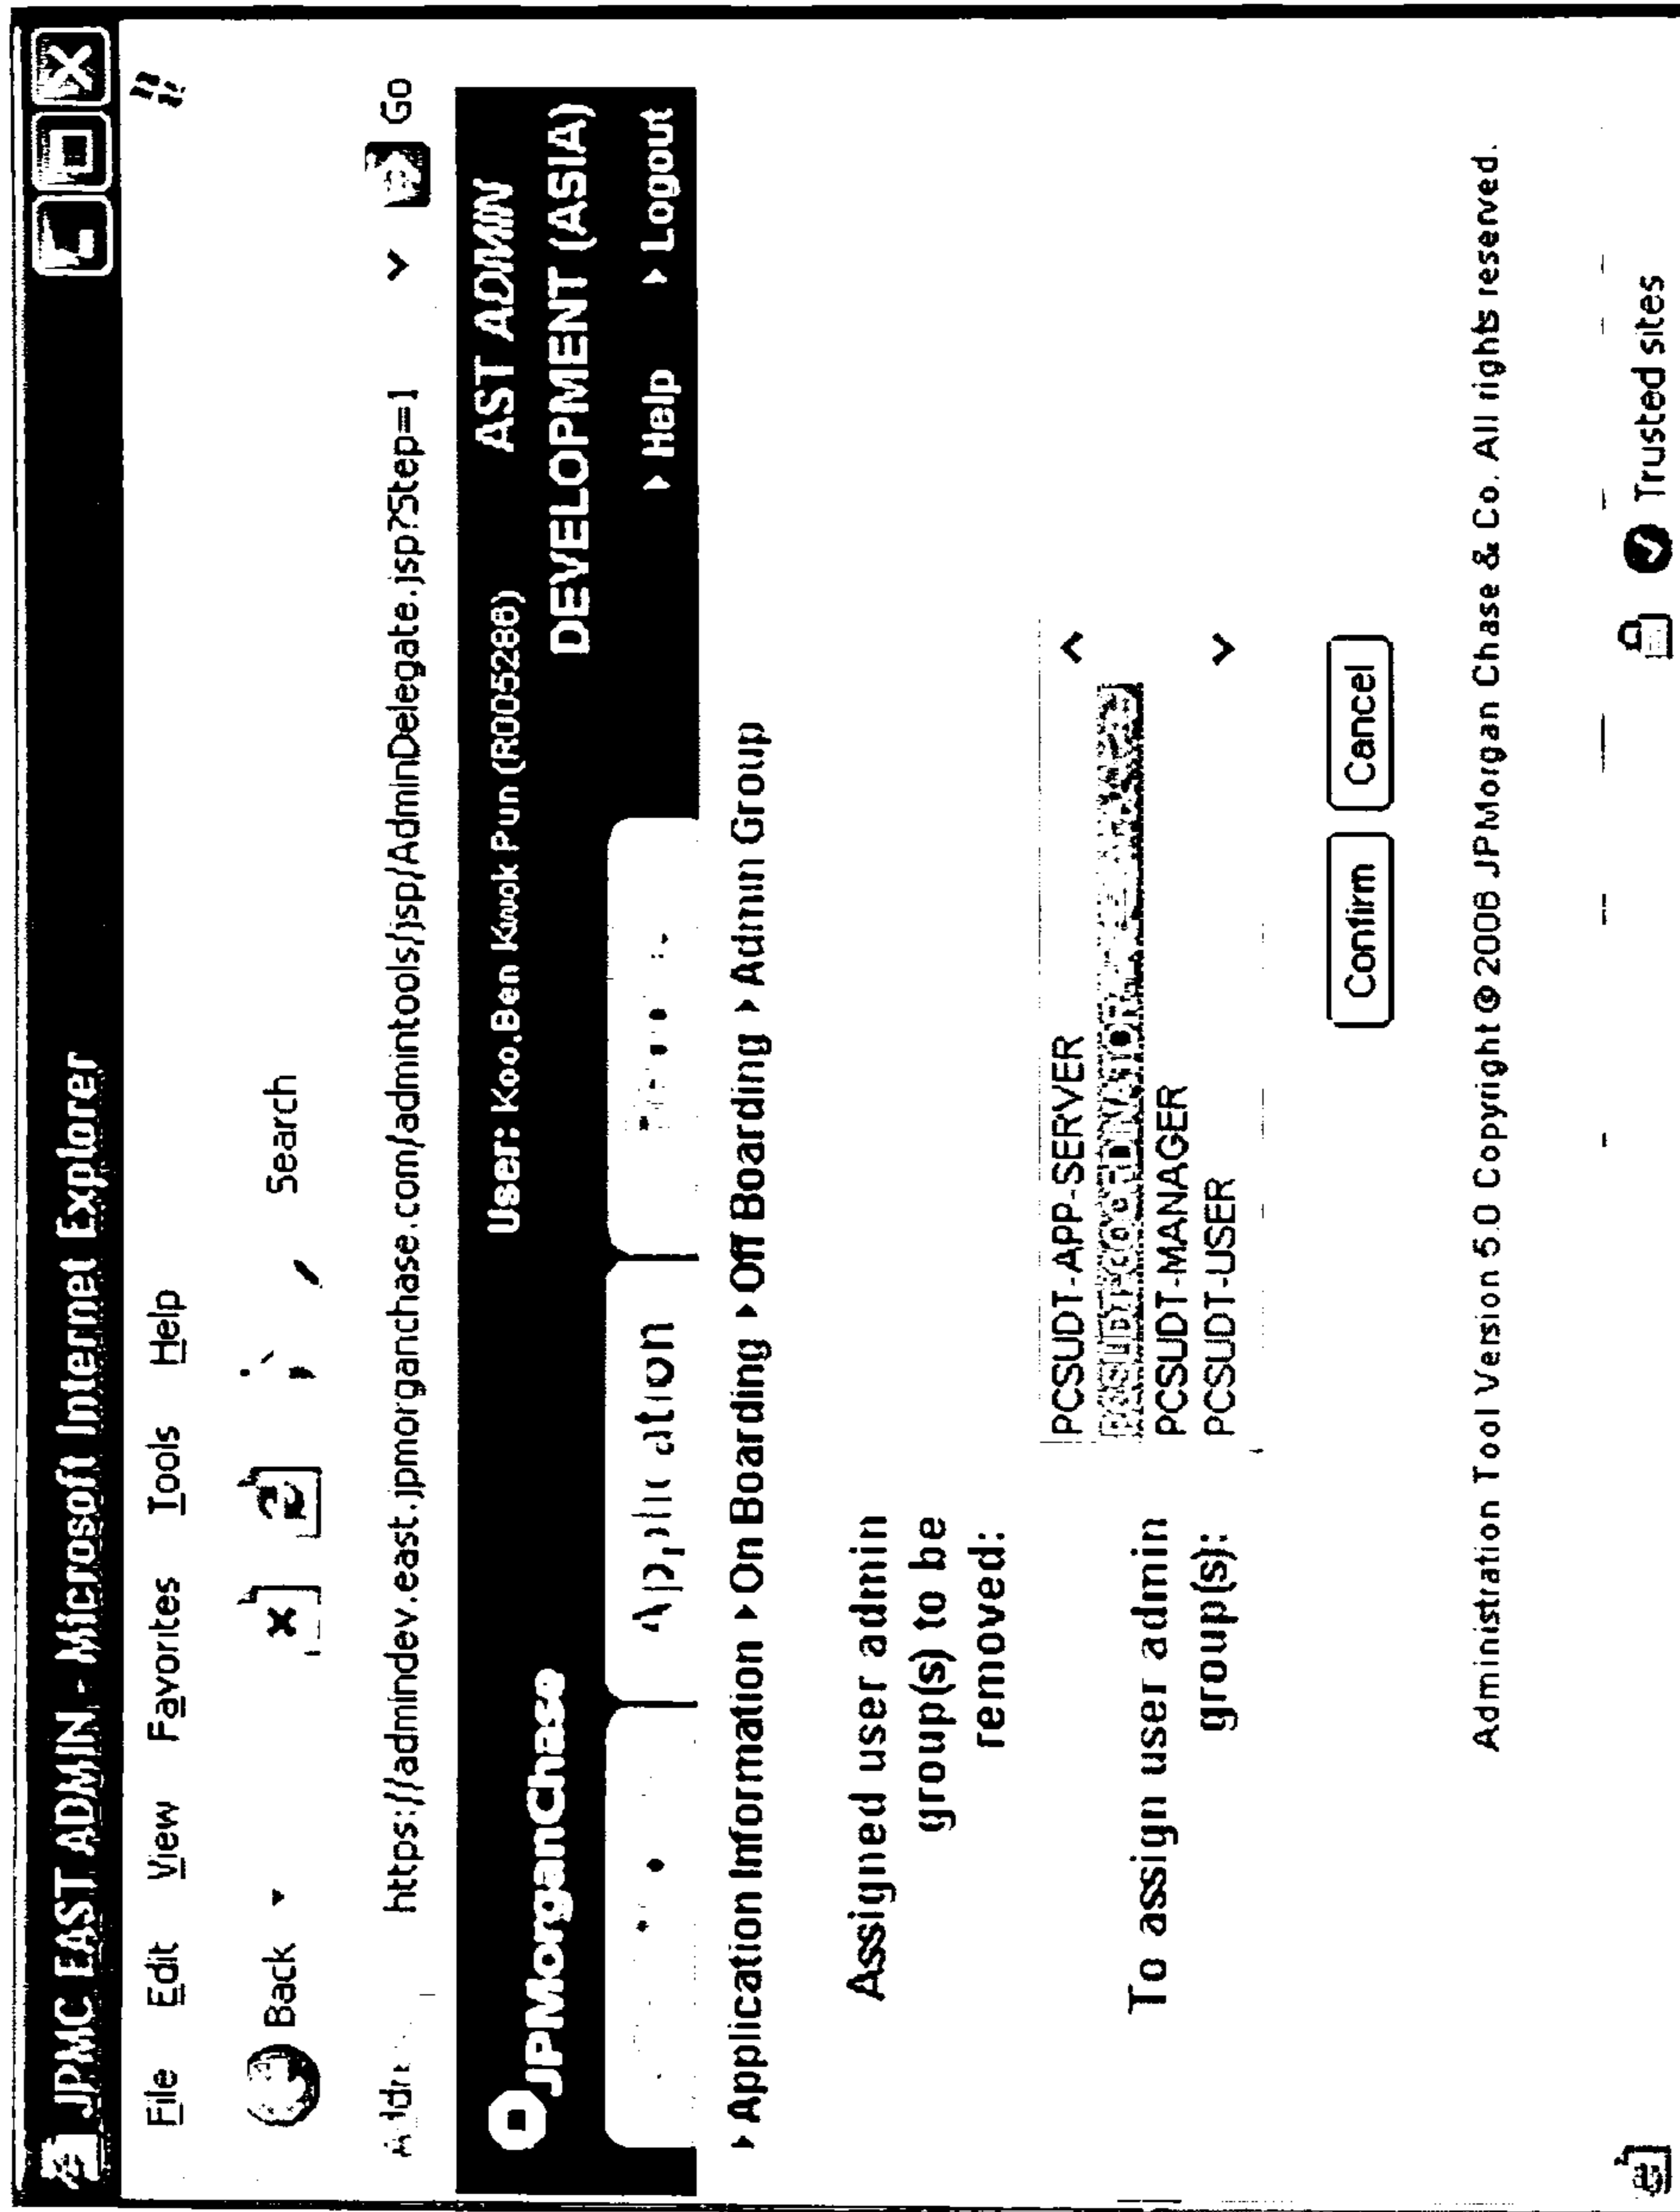 JPMC EAST ADMIN - Microsoft Internet Explorer
File Edit View Favorites Tools Help
Back Search
https://admindev.east.jpmorganchase.com/admintools/jsp/AdminDelegate.jsp?Step=1 Go
JPMorganChase User: Koo,Ben Kwok Pun (R005288) AST ADMIN
DEVELOPMENT (ASIA)
Application Help Logout
Application Information On Boarding Off Boarding Admin Group
Assigned user admin
group(s) to be
removed:
To assign user admin
group(s):
PCSUDT-APP-SERVER
PCSUDT-MANAGER
PCSUDT-USER
Confirm Cancel
Administration Tool Version 5.0 Copyright © 2006 JPMorgan Chase & Co. All rights reserved.
Trusted sites